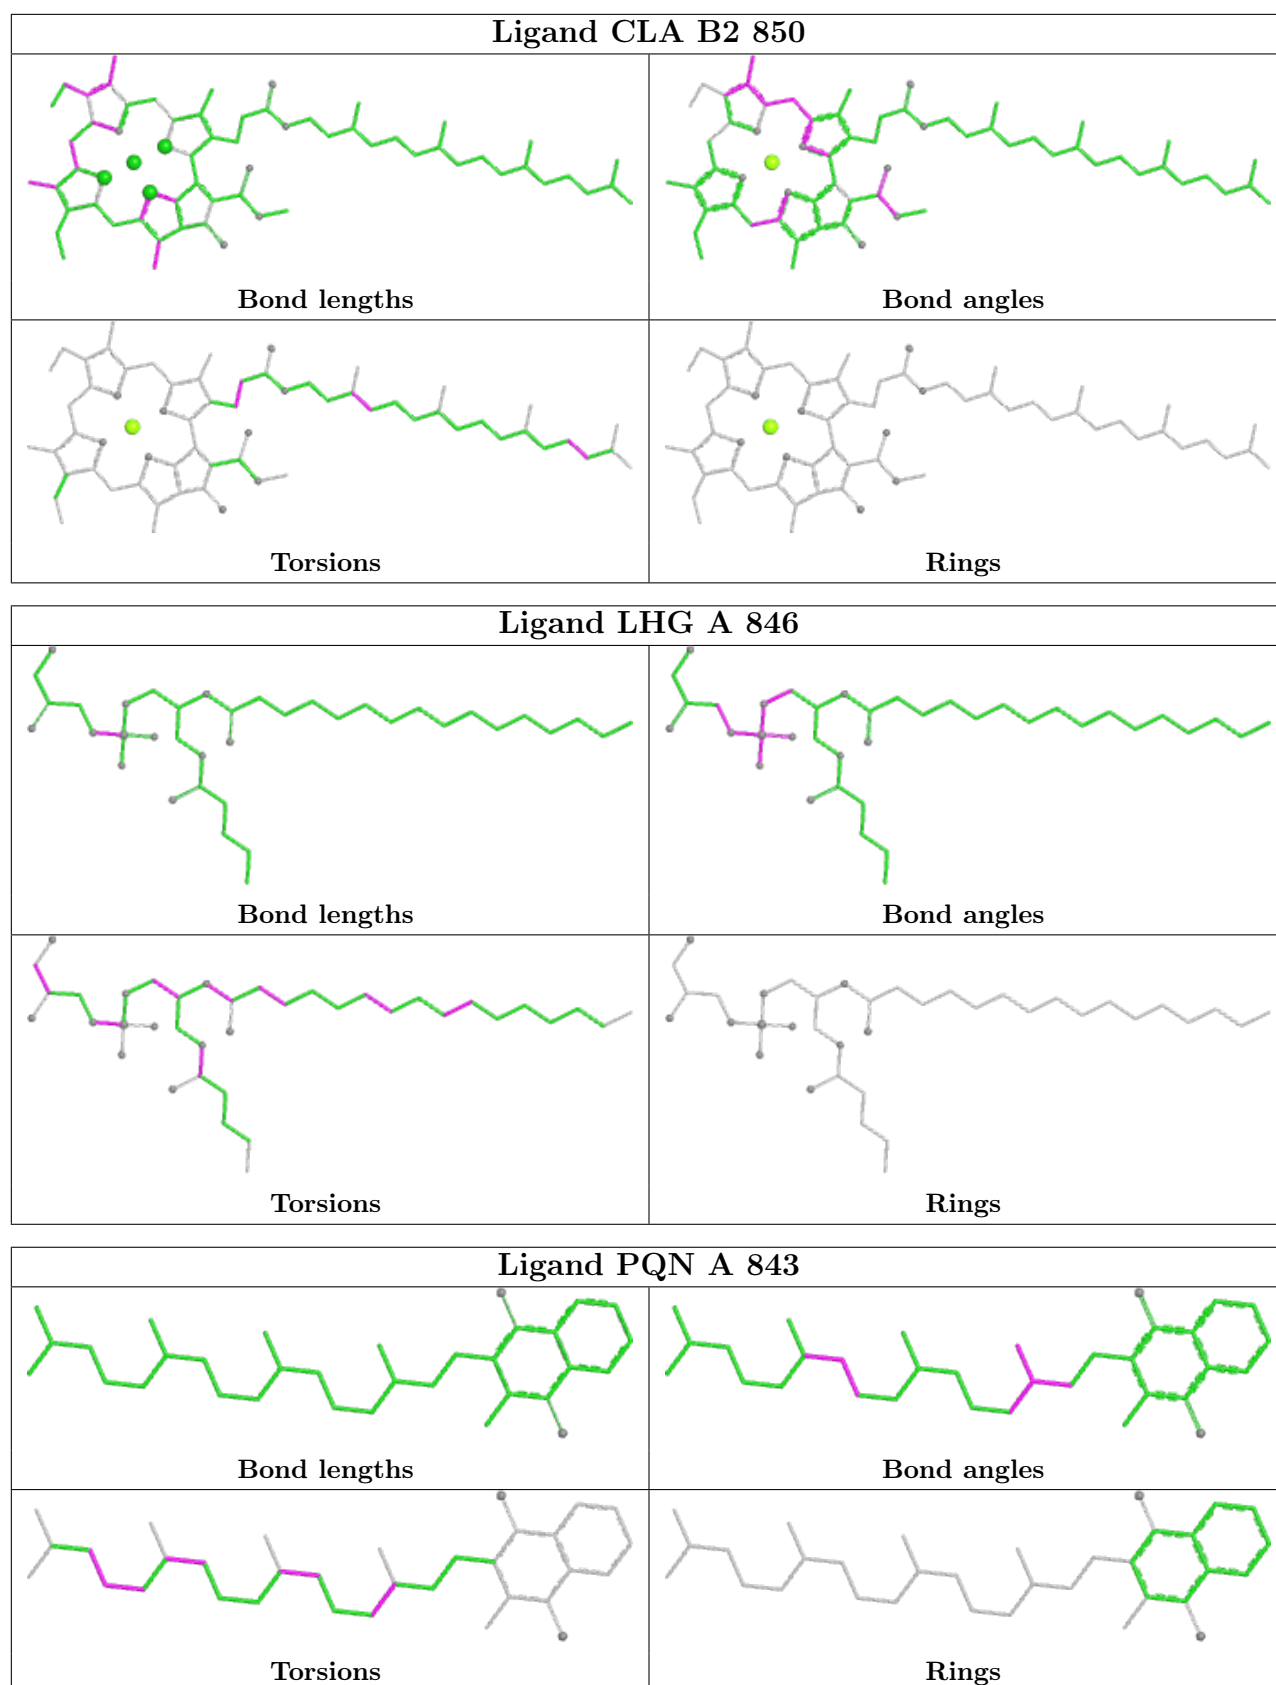 Ligand CLA B2 850
Bond lengths
Bond angles
Torsions
Rings
Ligand LHG A 846
Bond lengths
Bond angles
Torsions
Rings
Ligand PQN A 843
Bond lengths
Bond angles
Torsions
Rings